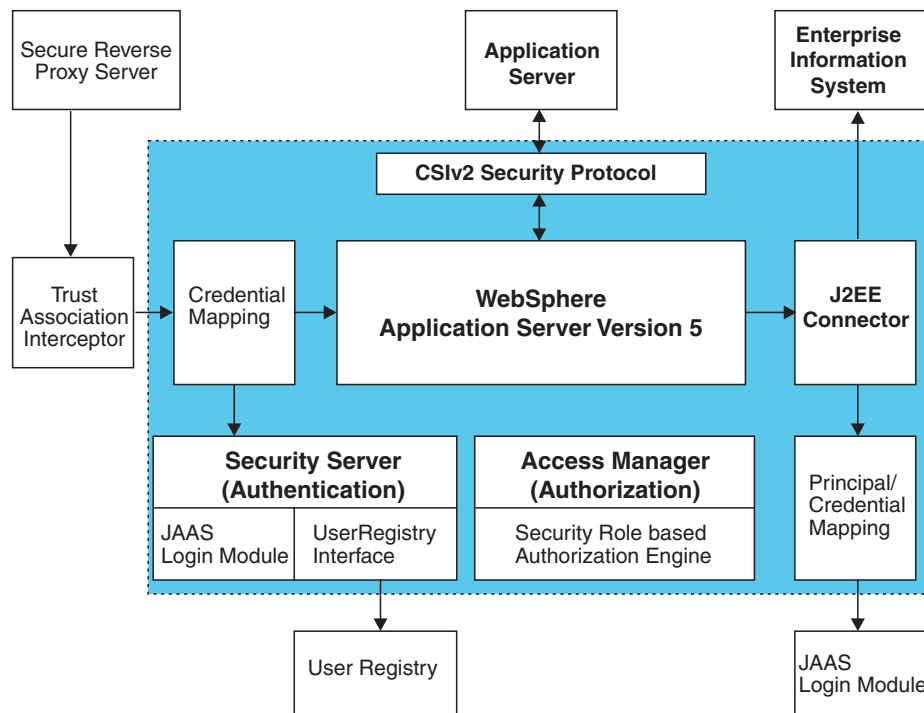 Secure Reverse
Proxy Server
Application
Server
Enterprise
Information
System
CSIv2 Security Protocol
Trust
Association
Interceptor
Credential
Mapping
WebSphere
Application Server Version 5
J2EE
Connector
Security Server
(Authentication)
JAAS
Login Module
UserRegistry
Interface
Access Manager
(Authorization)
Security Role based
Authorization Engine
Principal/
Credential
Mapping
User Registry
JAAS
Login Module